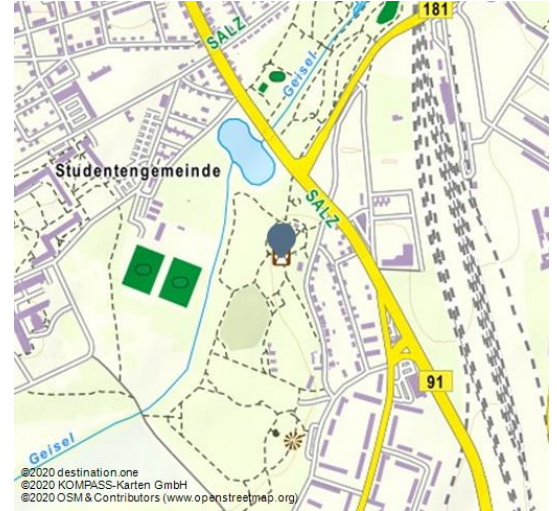 181
SALZ
Geisel
Studentengemeinde
SALZ
91
Geisel
©2020 destination.one
©2020 KOMPASS-Karten GmbH
©2020 OSM & Contributors (www.openstreetmap.org)